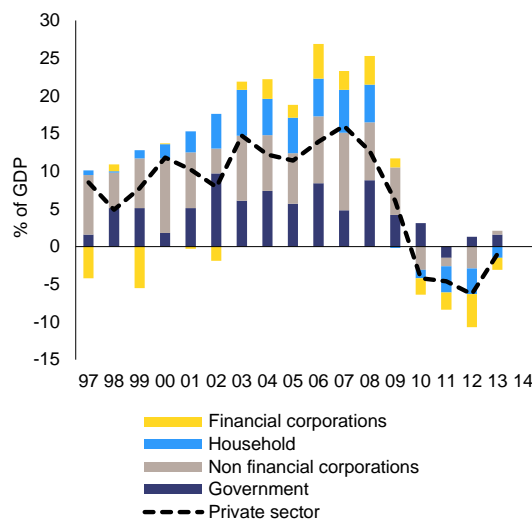 30
25
20
15
10
5
0
-5
-10
-15
% of GDP
97 98 99 00 01 02 03 04 05 06 07 08 09 10 11 12 13 14
Financial corporations
Household
Non financial corporations
Government
Private sector